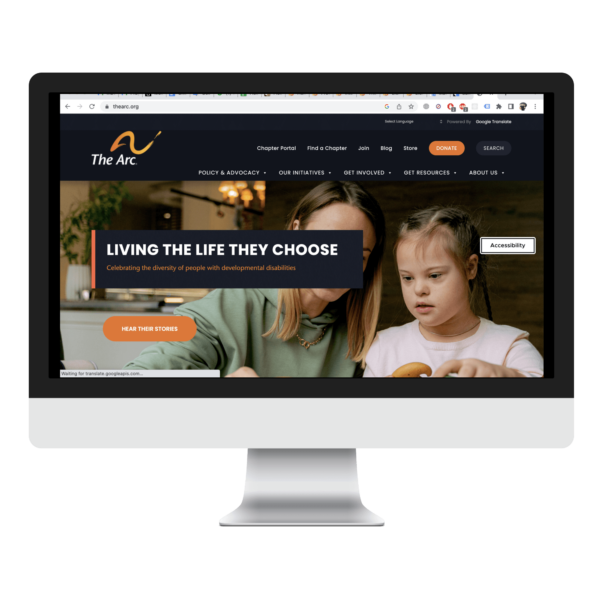 thearc.org
Select Language
Powered By Google Translate
The Arc.
Chapter Portal Find a Chapter Join Blog Store DONATE SEARCH
POLICY & ADVOCACY OUR INITIATIVES GET INVOLVED GET RESOURCES ABOUT US
LIVING THE LIFE THEY CHOOSE
Celebrating the diversity of people with developmental disabilities
Accessibility
HEAR THEIR STORIES
Waiting for translate.googleapis.com...